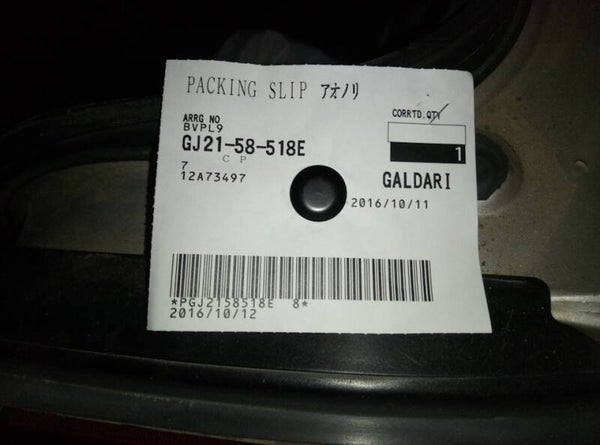 PACKING SLIP アオノリ
ARRG NO
CORRTD.QTY
BVPL9
GJ21-58-518E
1
C P
7
12A73497
GALDARI
2016/10/11
*PGJ2158518E 8*
2016/10/12